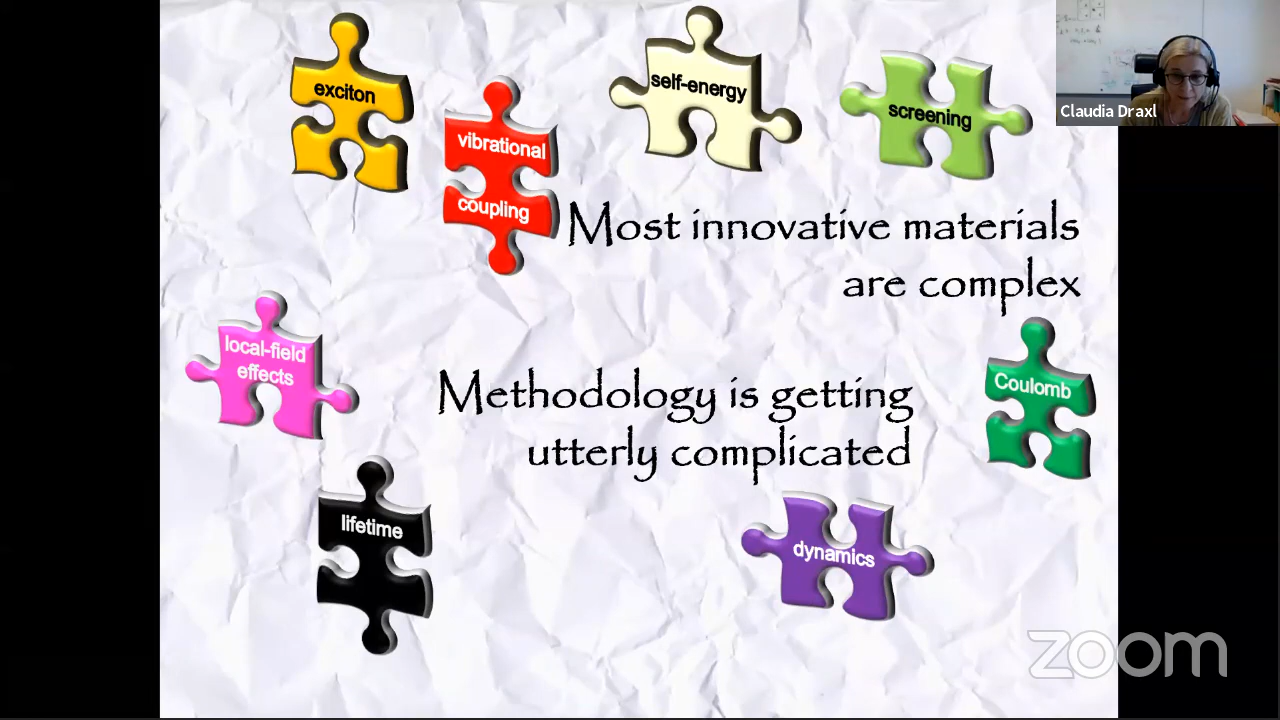 exciton
vibrational
coupling
self-energy
screening
Claudia Draxl
Most innovative materials
are complex
local-field
effects
Methodology is getting
utterly complicated
Coulomb
lifetime
dynamics
zoom